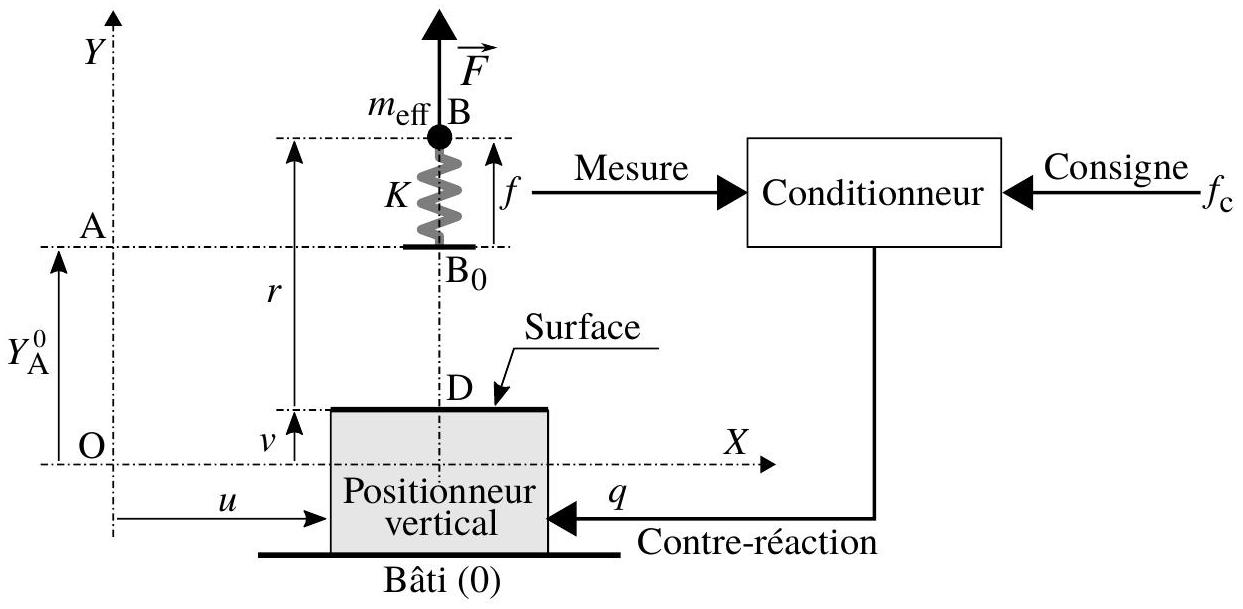 Y
F
m_eff B
Mesure
Conditionneur
Consigne
f_c
K
f
A
B_0
r
Y_A^0
Surface
D
O
v
X
u
Positionneur
vertical
q
Contre-réaction
Bâti (0)